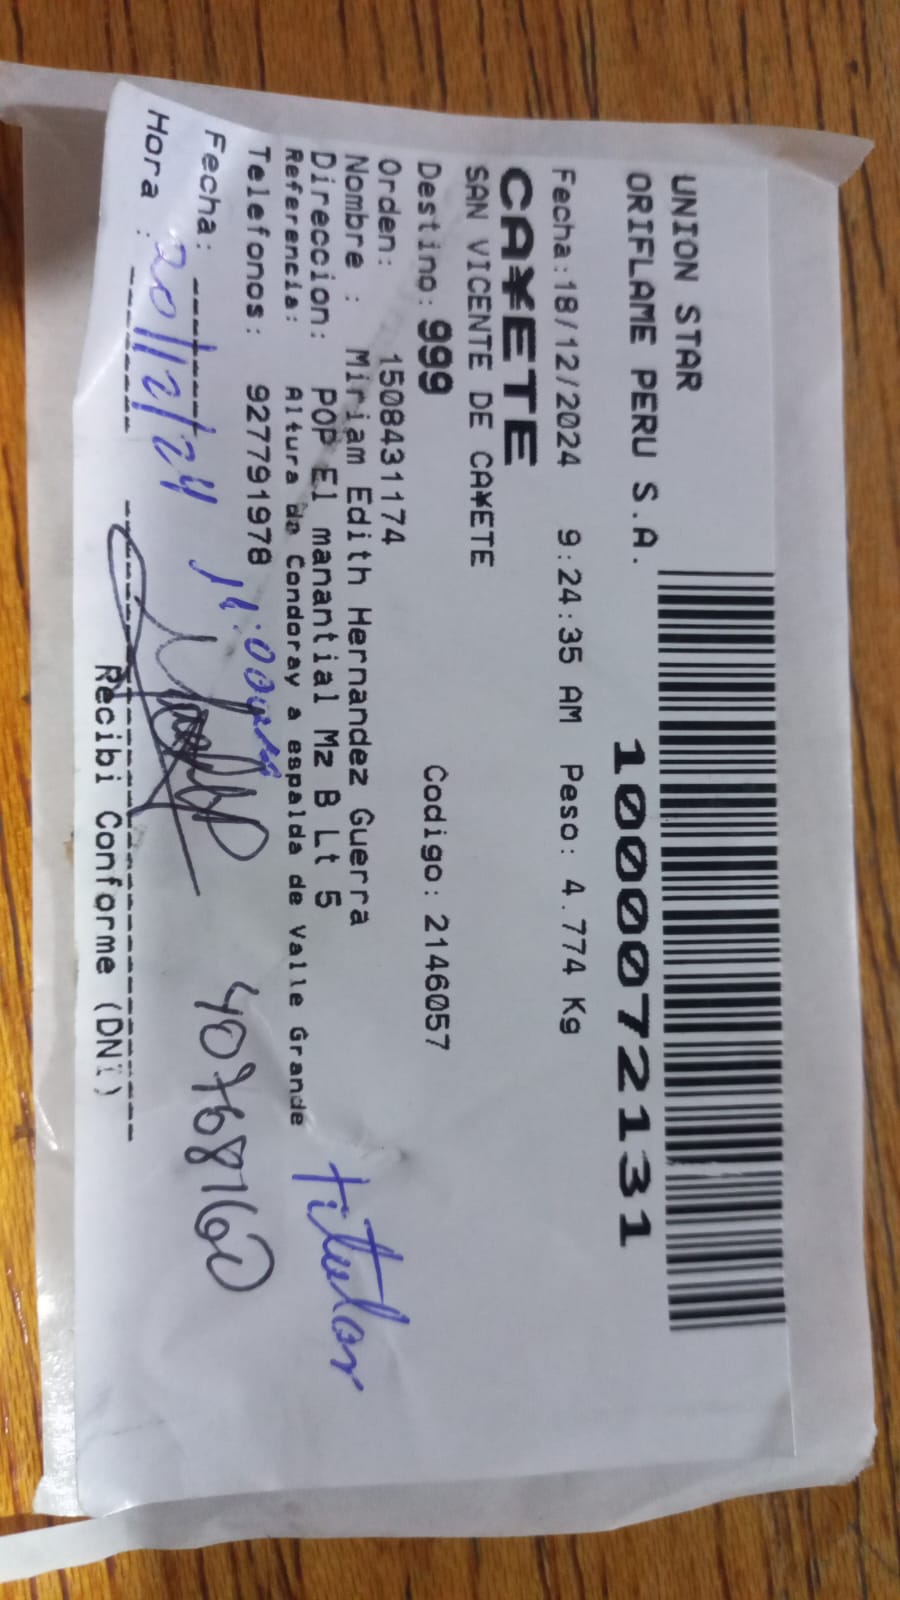 UNION STAR
ORIFLAME PERU S.A.
1000072131
Fecha:18/12/2024 9:24:35 AM Peso: 4.774 Kg
CA¥ETE
SAN VICENTE DE CA¥ETE
Destino: 999 Codigo: 2146057
Orden: 1508431174
Nombre : Miriam Edith Hernandez Guerra
Direccion: POP El manantial Mz B Lt 5
Referencia: Altura de Condoray a espalda de Valle Grande
Telefonos: 927791978
titular
Fecha: 20/12/24 11:00am
40768160
Hora :
Recibi Conforme (DNI)